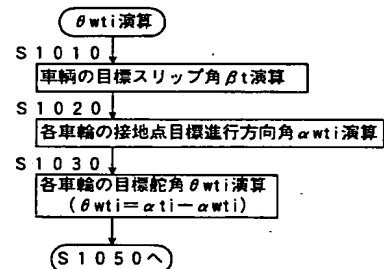 θwti演算
S1010
車輌の目標スリップ角βt演算
S1020
各車輪の接地点目標進行方向角αwti演算
S1030
各車輪の目標舵角θwti演算
(θwti=αti-αwti)
S1050へ